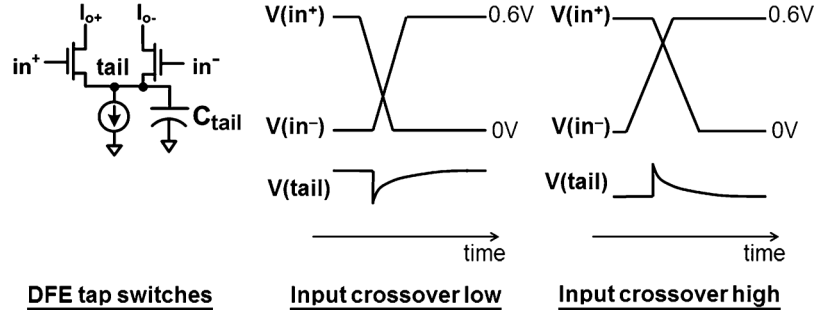 Io+ Io-
in+ tail in–
Ctail
DFE tap switches
V(in+) 0.6V
V(in–) 0V
V(tail)
time
Input crossover low
V(in+) 0.6V
V(in–) 0V
V(tail)
time
Input crossover high